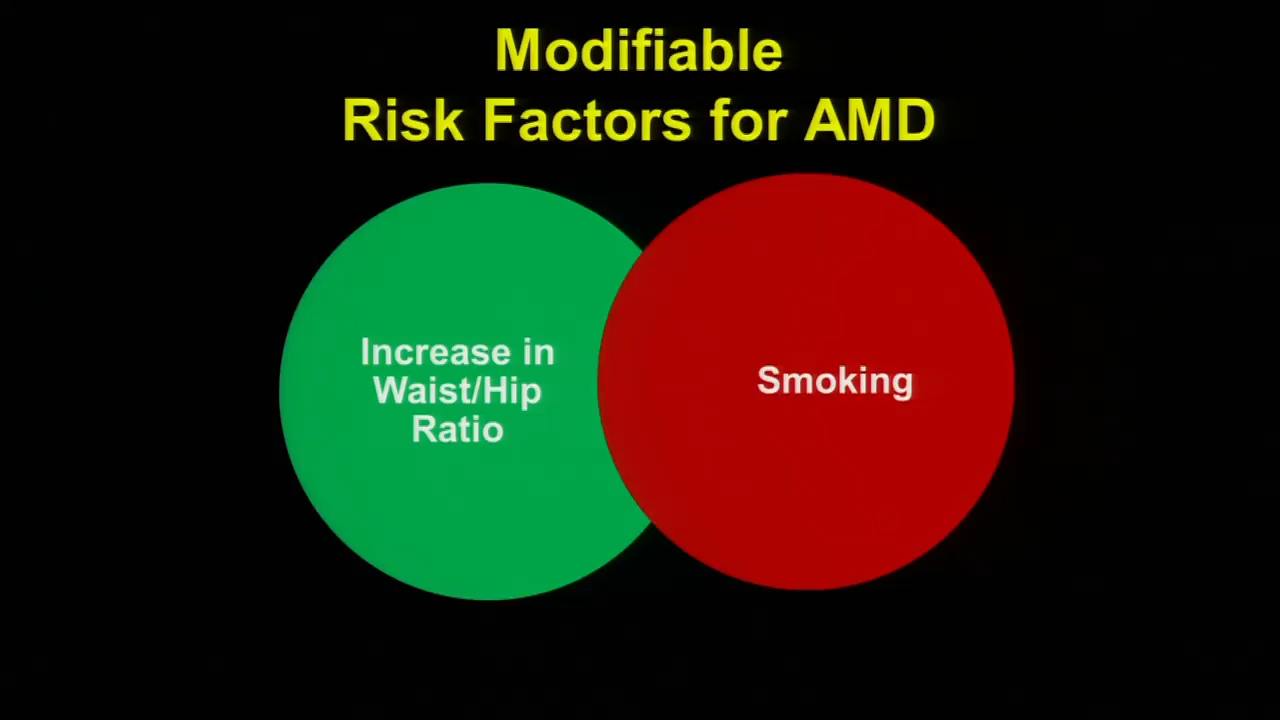 Modifiable
Risk Factors for AMD
Increase in
Waist/Hip
Ratio
Smoking